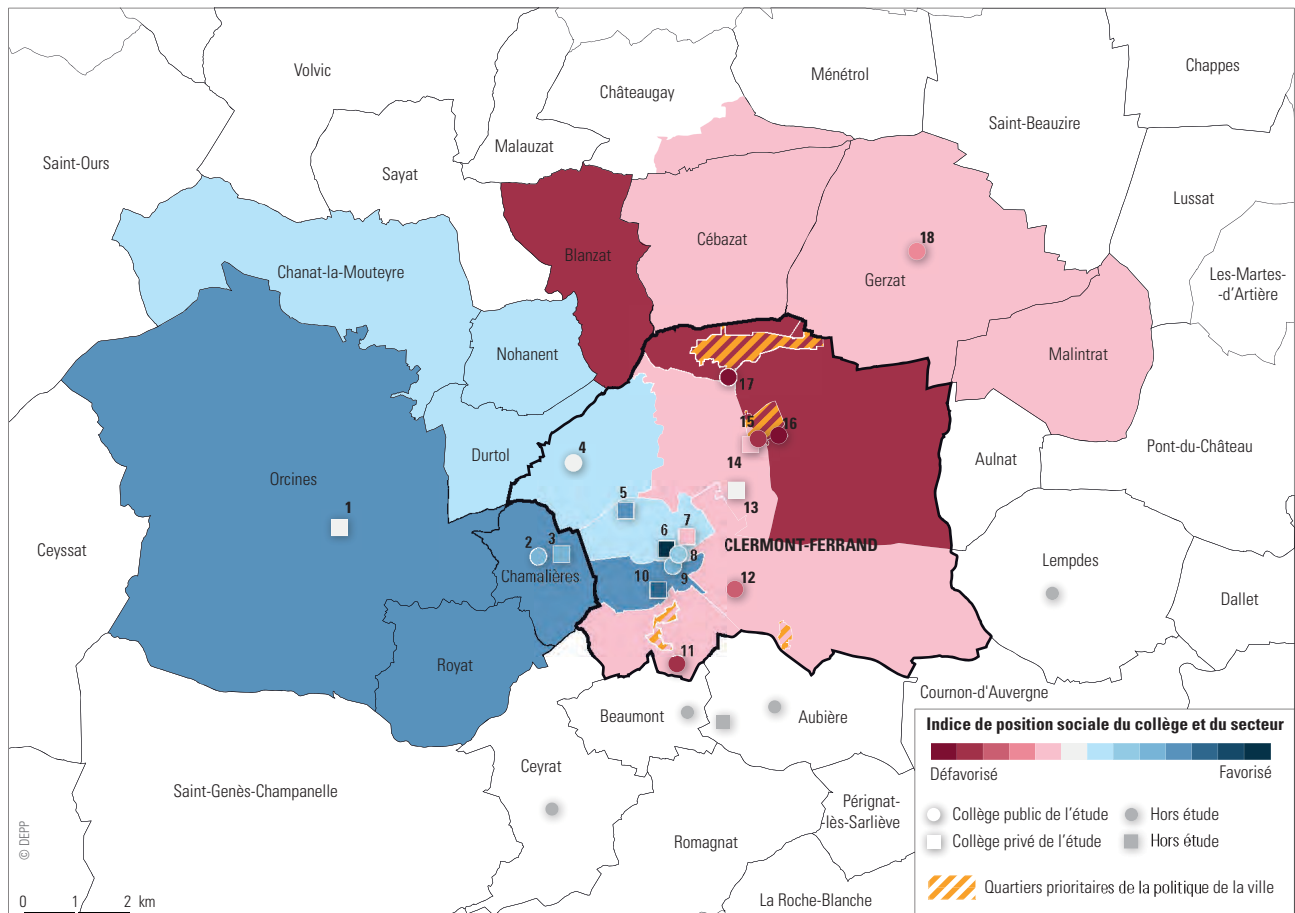 Volvic
Châteaugay
Ménétrol
Chappes
Saint-Beauzire
Malauzat
Saint-Ours
Sayat
Lussat
Cébazat
18
Blanzat
Chanat-la-Mouteyre
Gerzat
Les-Martes-
-d'Artière
Nohanent
Malintrat
17
15
16
4
Pont-du-Château
Durtol
Aulnat
14
Orcines
5
13
1
6
7
Ceyssat
2
3
8
CLERMONT-FERRAND
Lempdes
Chamalières
10
9
12
Dallet
11
Royat
Cournon-d'Auvergne
Beaumont
Aubière
Indice de position sociale du collège et du secteur
Ceyrat
Défavorisé
Favorisé
Saint-Genès-Champanelle
Pérignat-
-lès-Sarliève
Collège public de l'étude
Hors étude
Romagnat
Collège privé de l'étude
Hors étude
© DEPP
Quartiers prioritaires de la politique de la ville
La Roche-Blanche
0 1 2 km